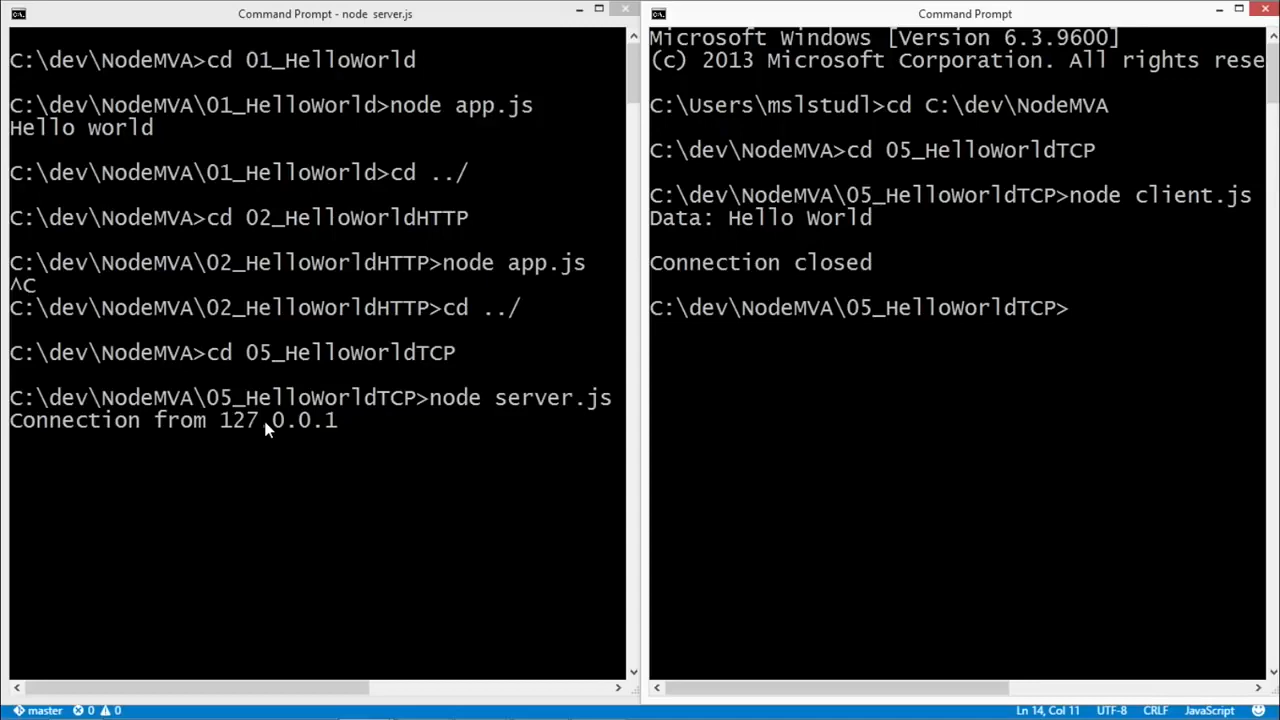 Command Prompt - node  server.js
C:\dev\NodeMVA>cd 01_HelloWorld
C:\dev\NodeMVA\01_HelloWorld>node app.js
Hello world
C:\dev\NodeMVA\01_HelloWorld>cd ../
C:\dev\NodeMVA>cd 02_HelloWorldHTTP
C:\dev\NodeMVA\02_HelloWorldHTTP>node app.js
^C
C:\dev\NodeMVA\02_HelloWorldHTTP>cd ../
C:\dev\NodeMVA>cd 05_HelloWorldTCP
C:\dev\NodeMVA\05_HelloWorldTCP>node server.js
Connection from 127.0.0.1
Command Prompt
Microsoft Windows [Version 6.3.9600]
(c) 2013 Microsoft Corporation. All rights rese
C:\Users\mslstudl>cd C:\dev\NodeMVA
C:\dev\NodeMVA>cd 05_HelloWorldTCP
C:\dev\NodeMVA\05_HelloWorldTCP>node client.js
Data: Hello World
Connection closed
C:\dev\NodeMVA\05_HelloWorldTCP>
master 0 0 Ln 14, Col 11 UTF-8 CRLF JavaScript